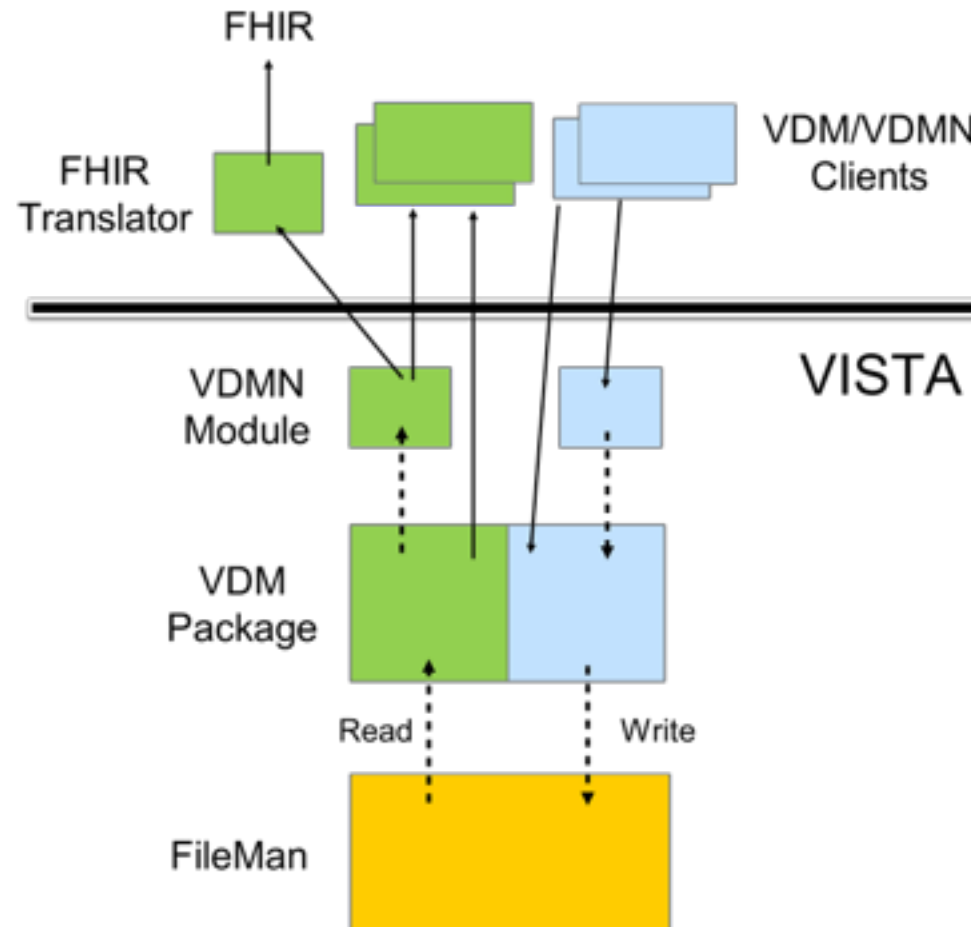 FHIR
FHIR
Translator
VDM/VDMN
Clients
VISTA
VDMN
Module
VDM
Package
Read
Write
FileMan